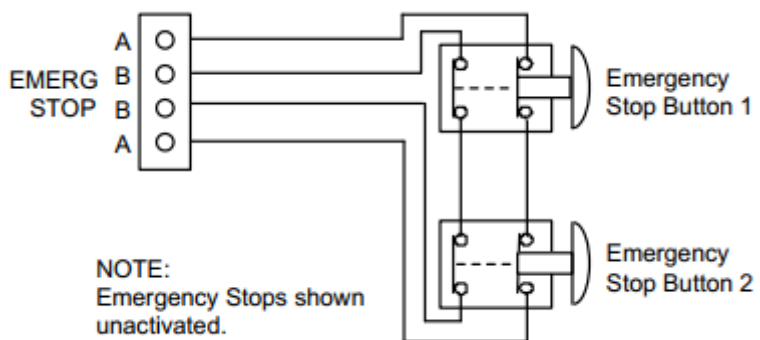 A
EMERG B
STOP B
A
Emergency
Stop Button 1
Emergency
Stop Button 2
NOTE:
Emergency Stops shown
unactivated.